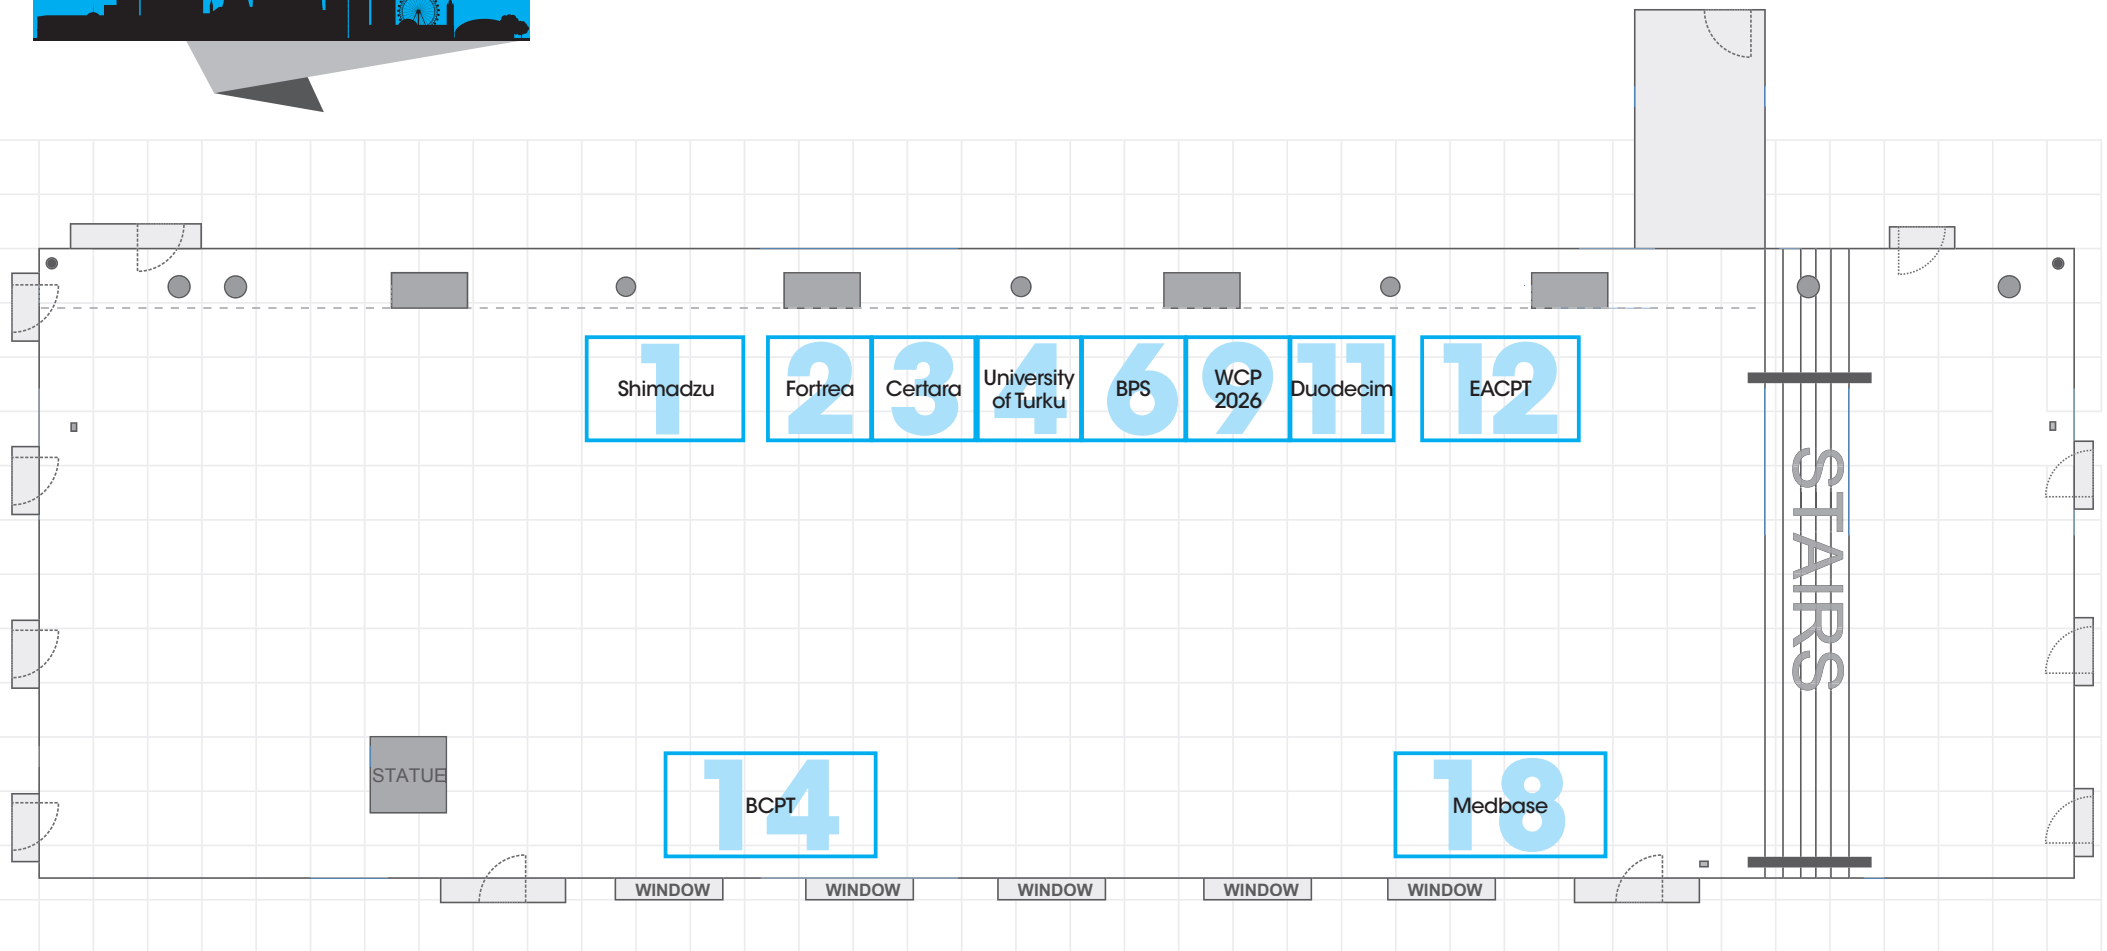 1
Shimadzu
2
Fortrea
3
Certara
4
University
of Turku
6
BPS
9
WCP
2026
11
Duodecim
12
EACPT
STAIRS
STATUE
14
BCPT
18
Medbase
WINDOW
WINDOW
WINDOW
WINDOW
WINDOW